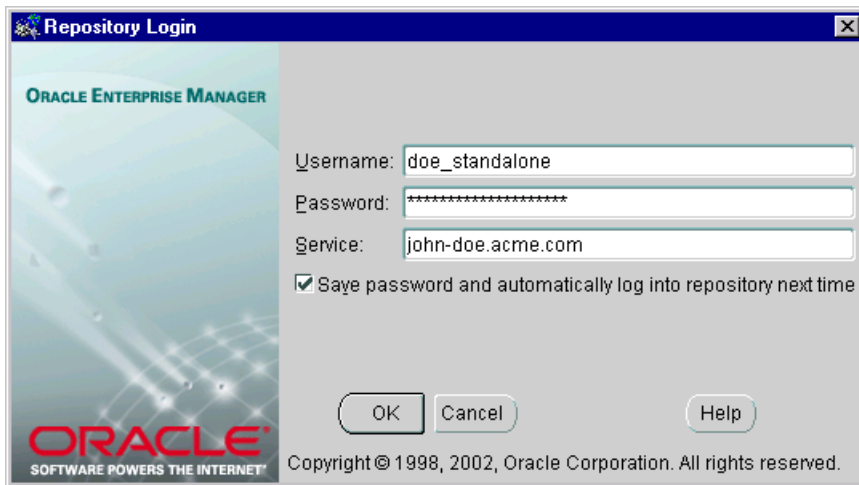 Repository Login
ORACLE ENTERPRISE MANAGER
Username: doe_standalone
Password: ********************
Service: john-doe.acme.com
Save password and automatically log into repository next time
OK Cancel Help
ORACLE®
SOFTWARE POWERS THE INTERNET™
Copyright © 1998, 2002, Oracle Corporation. All rights reserved.